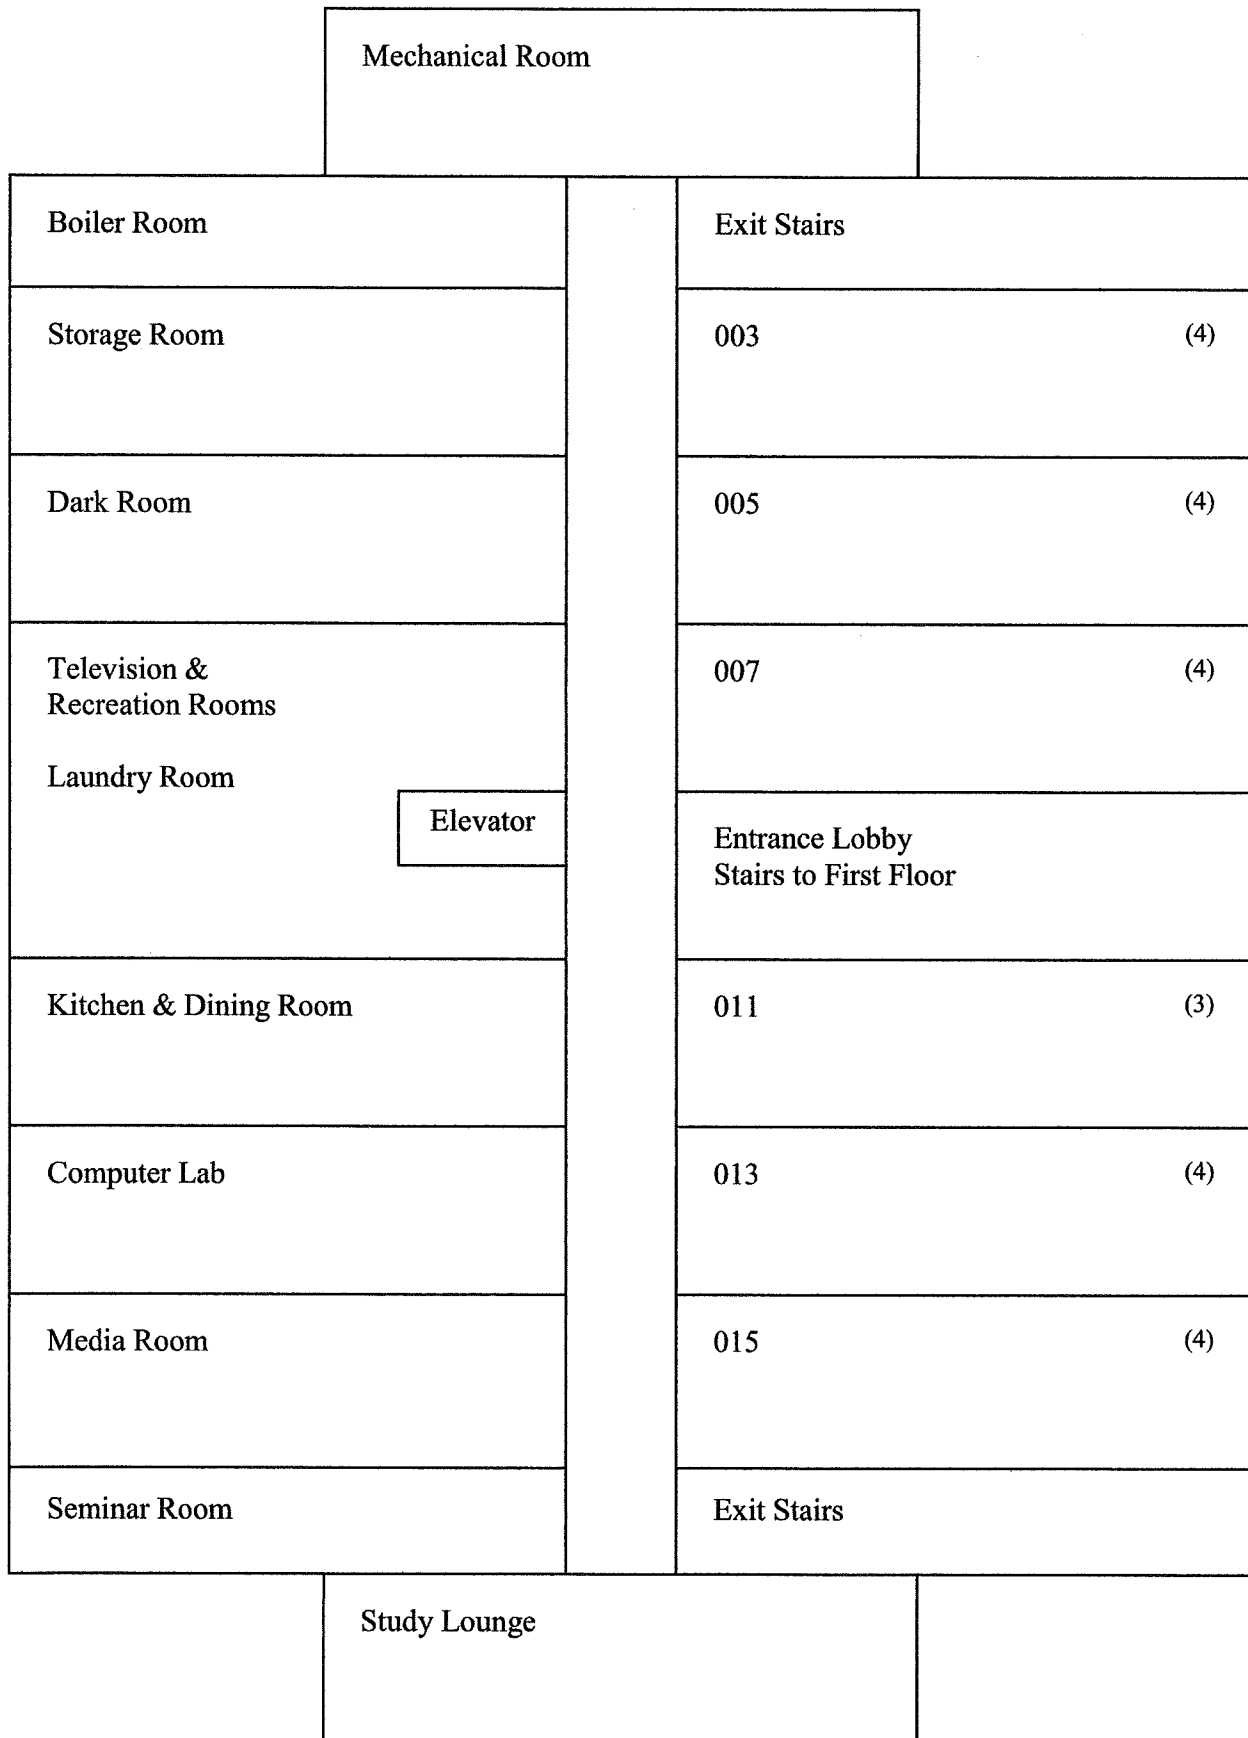 Mechanical Room
Boiler Room
Exit Stairs
Storage Room
003 (4)
Dark Room
005 (4)
Television &
Recreation Rooms
Laundry Room
Elevator
007 (4)
Entrance Lobby
Stairs to First Floor
Kitchen & Dining Room
011 (3)
Computer Lab
013 (4)
Media Room
015 (4)
Seminar Room
Exit Stairs
Study Lounge